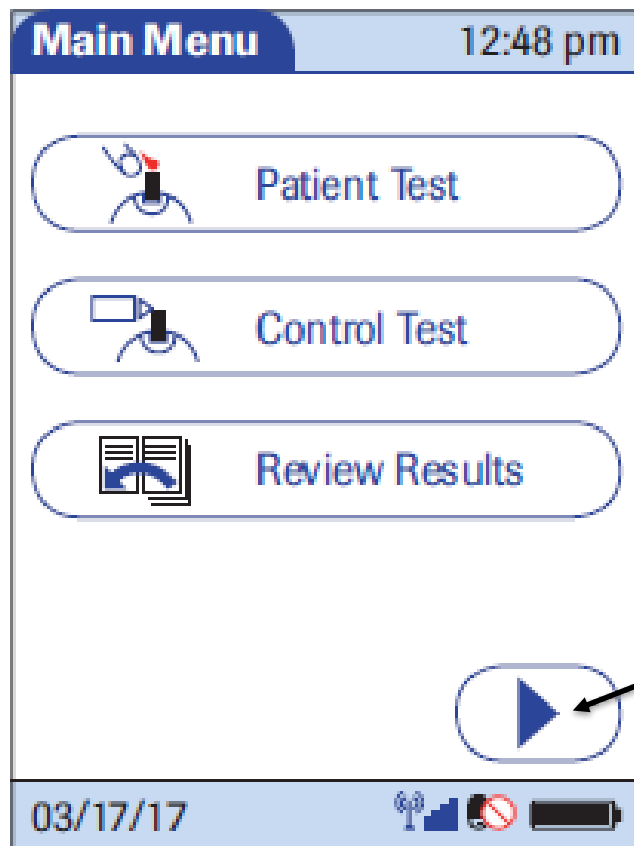 Main Menu 12:48 pm
Patient Test
Control Test
Review Results
03/17/17